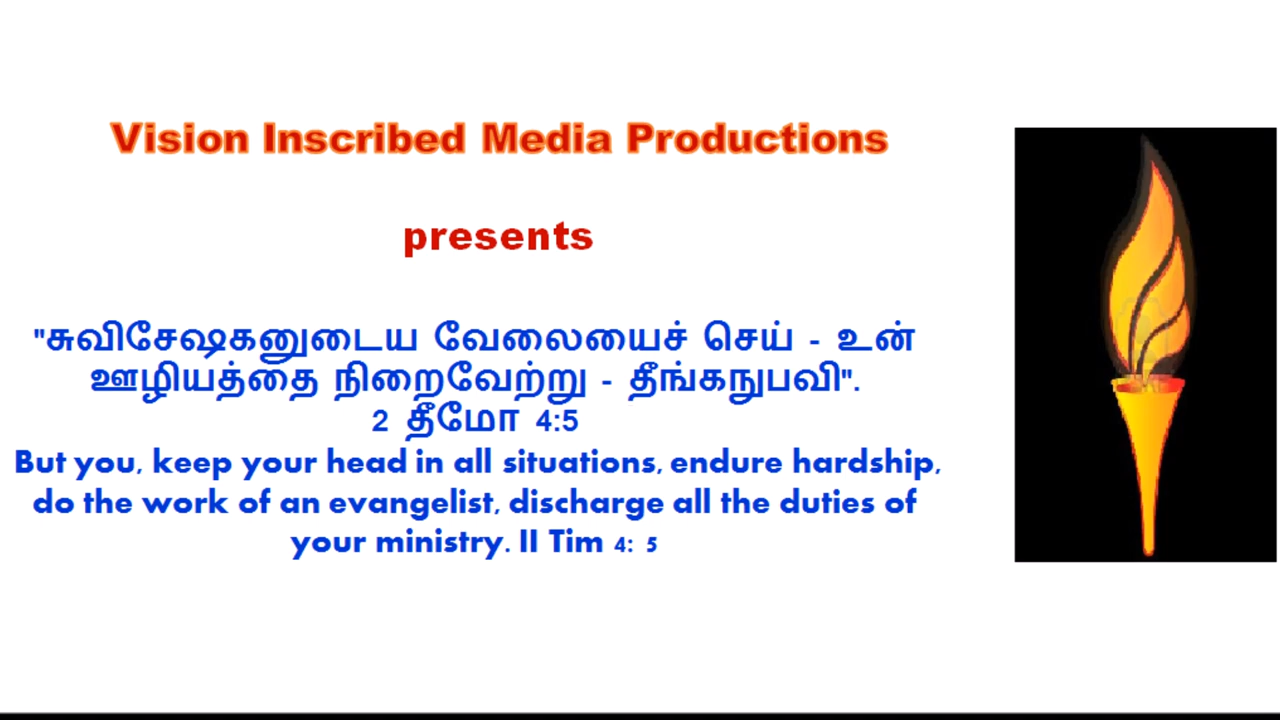 Vision Inscribed Media Productions
presents
"சுவிசேஷகனுடைய வேலையைச் செய் - உன்
ஊழியத்தை நிறைவேற்று - தீங்கநுபவி".
2 தீமோ 4:5
But you, keep your head in all situations, endure hardship,
do the work of an evangelist, discharge all the duties of
your ministry. II Tim 4: 5